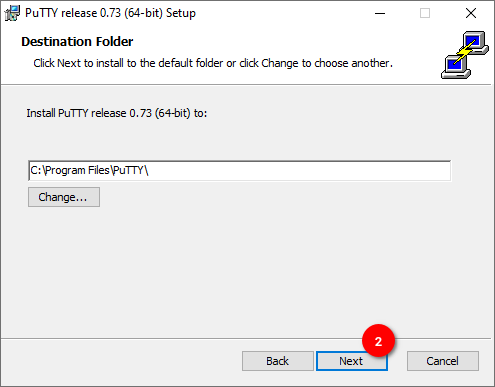 PuTTY release 0.73 (64-bit) Setup
Destination Folder
Click Next to install to the default folder or click Change to choose another.
Install PuTTY release 0.73 (64-bit) to:
C:\Program Files\PuTTY\
Change...
2
Back Next Cancel